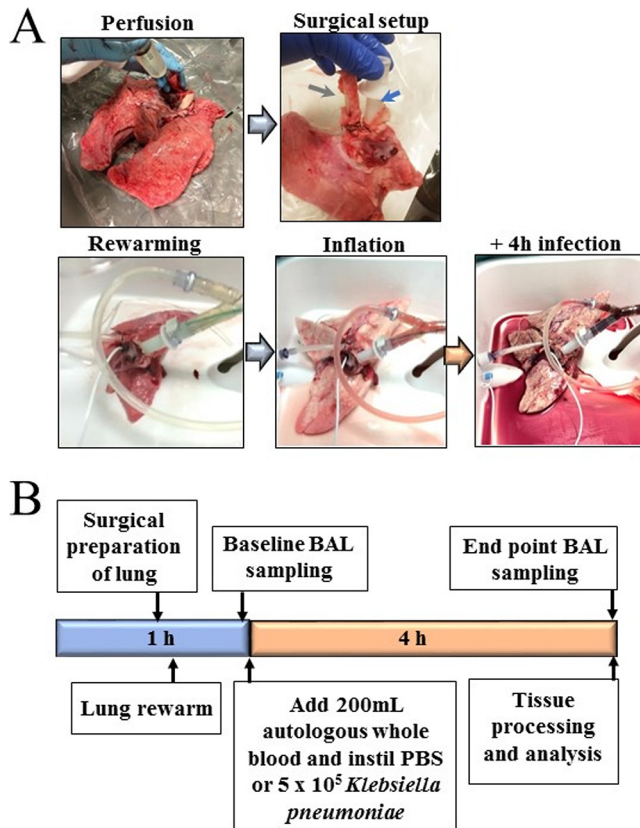 A
Perfusion
Surgical setup
Rewarming
Inflation
+ 4h infection
B
Surgical
preparation
of lung
Baseline BAL
sampling
End point BAL
sampling
1 h
4 h
Lung rewarm
Add 200mL
autologous whole
blood and instil PBS
or 5 x 10⁵ Klebsiella
pneumoniae
Tissue
processing
and analysis